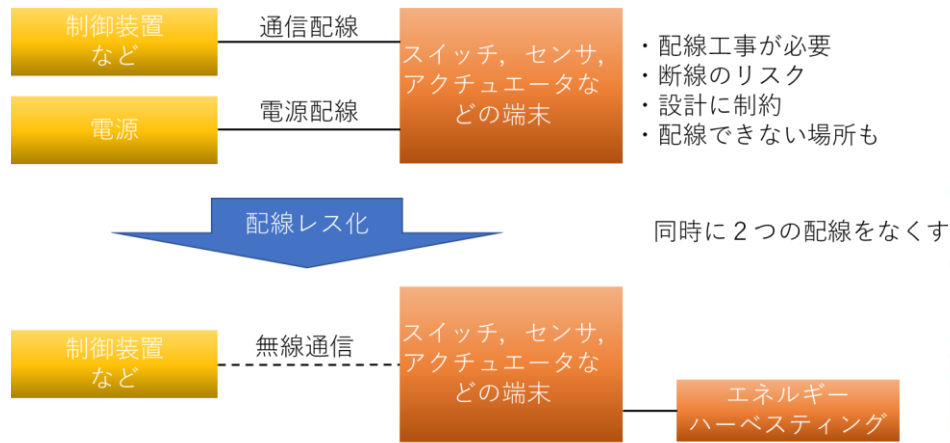 制御装置
など
通信配線
スイッチ，センサ，
アクチュエータな
どの端末
電源
電源配線
・配線工事が必要
・断線のリスク
・設計に制約
・配線できない場所も
配線レス化
同時に２つの配線をなくす
制御装置
など
無線通信
スイッチ，センサ，
アクチュエータな
どの端末
エネルギー
ハーベスティング